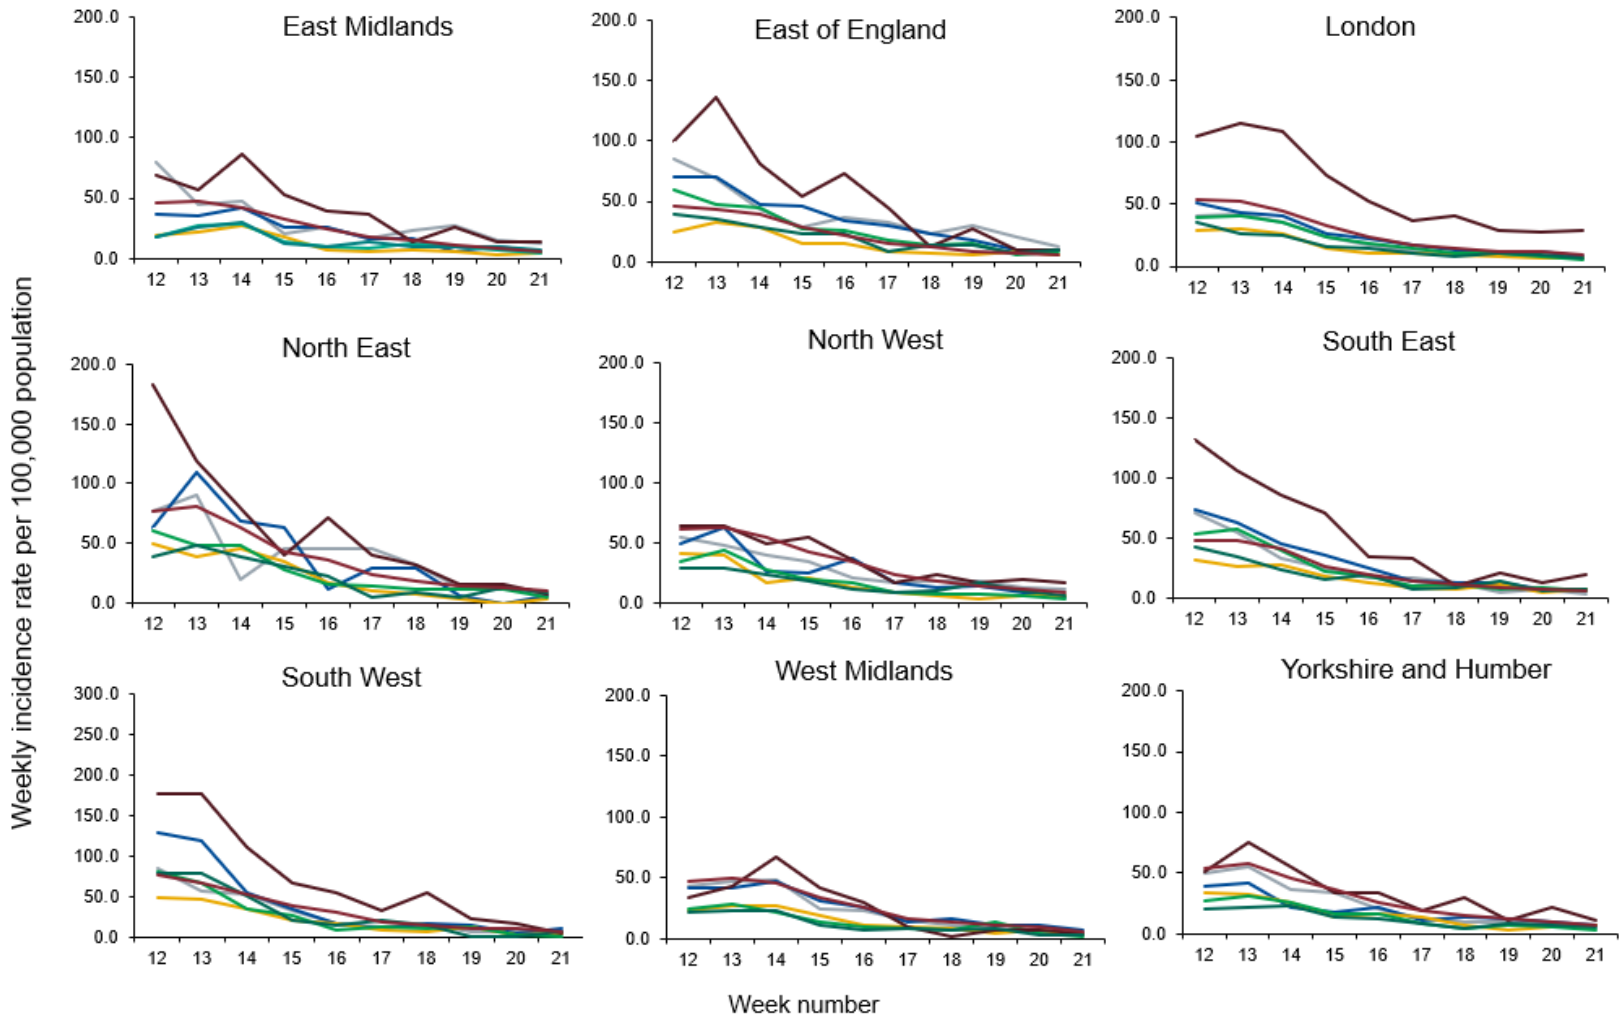 Weekly incidence rate per 100,000 population
East Midlands
200.0
150.0
100.0
50.0
0.0
12 13 14 15 16 17 18 19 20 21
East of England
200.0
150.0
100.0
50.0
0.0
12 13 14 15 16 17 18 19 20 21
London
200.0
150.0
100.0
50.0
0.0
12 13 14 15 16 17 18 19 20 21
North East
200.0
150.0
100.0
50.0
0.0
12 13 14 15 16 17 18 19 20 21
North West
200.0
150.0
100.0
50.0
0.0
12 13 14 15 16 17 18 19 20 21
South East
200.0
150.0
100.0
50.0
0.0
12 13 14 15 16 17 18 19 20 21
South West
300.0
250.0
200.0
150.0
100.0
50.0
0.0
12 13 14 15 16 17 18 19 20 21
West Midlands
200.0
150.0
100.0
50.0
0.0
12 13 14 15 16 17 18 19 20 21
Yorkshire and Humber
200.0
150.0
100.0
50.0
0.0
12 13 14 15 16 17 18 19 20 21
Week number